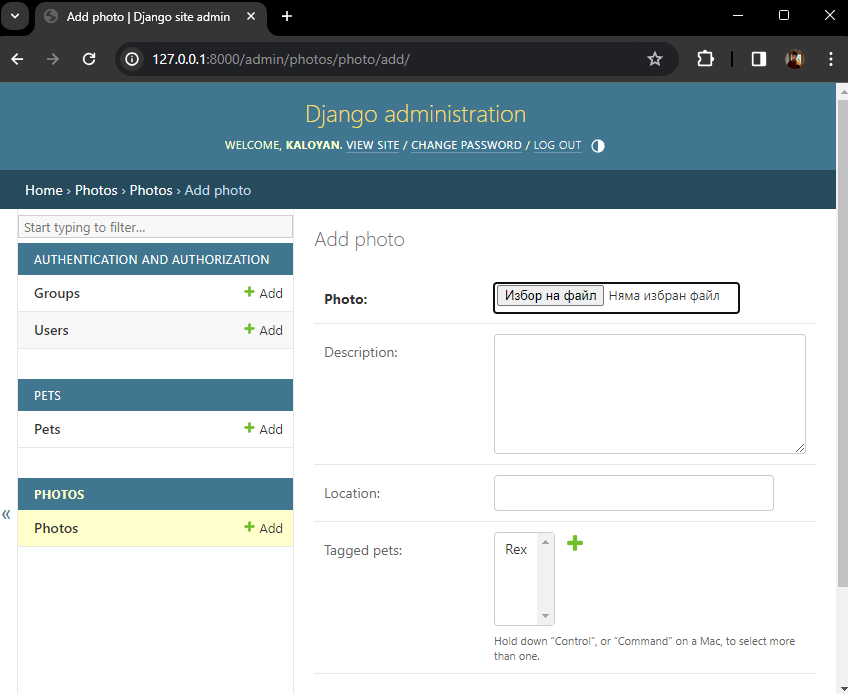 Add photo | Django site admin
127.0.0.1:8000/admin/photos/photo/add/
Django administration
WELCOME, KALOYAN. VIEW SITE / CHANGE PASSWORD / LOG OUT
Home › Photos › Photos › Add photo
Start typing to filter...
AUTHENTICATION AND AUTHORIZATION
Groups Add
Users Add
PETS
Pets Add
PHOTOS
Photos Add
«
Add photo
Photo: Избор на файл Няма избран файл
Description:
Location:
Tagged pets: Rex
Hold down “Control”, or “Command” on a Mac, to select more
than one.